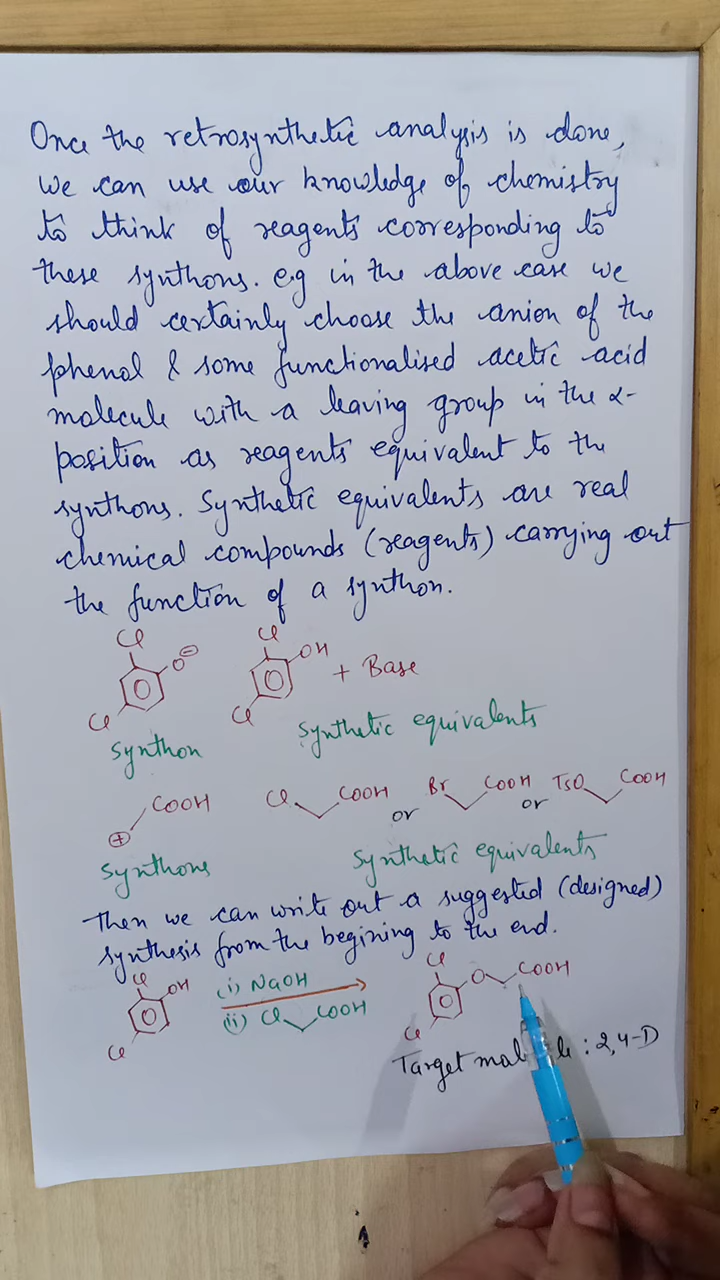 Once the retrosynthetic analysis is done,
we can use our knowledge of chemistry
to think of reagents corresponding to
these synthons. e.g in the above case we
should certainly choose the anion of the
phenol & some functionalised acetic acid
molecule with a leaving group in the α-
position as reagents equivalent to the
synthons. Synthetic equivalents are real
chemical compounds (reagents) carrying out
the function of a synthon.
Cl Cl
O⊖ OH + Base
Cl Cl
Synthon Synthetic equivalents
COOH Cl COOH or Br COOH or TsO COOH
⊕
Synthons Synthetic equivalents
Then we can write out a suggested (designed)
synthesis from the begining to the end.
Cl Cl
OH (i) NaOH O COOH
(ii) Cl COOH
Cl Cl
Target : 2,4-D